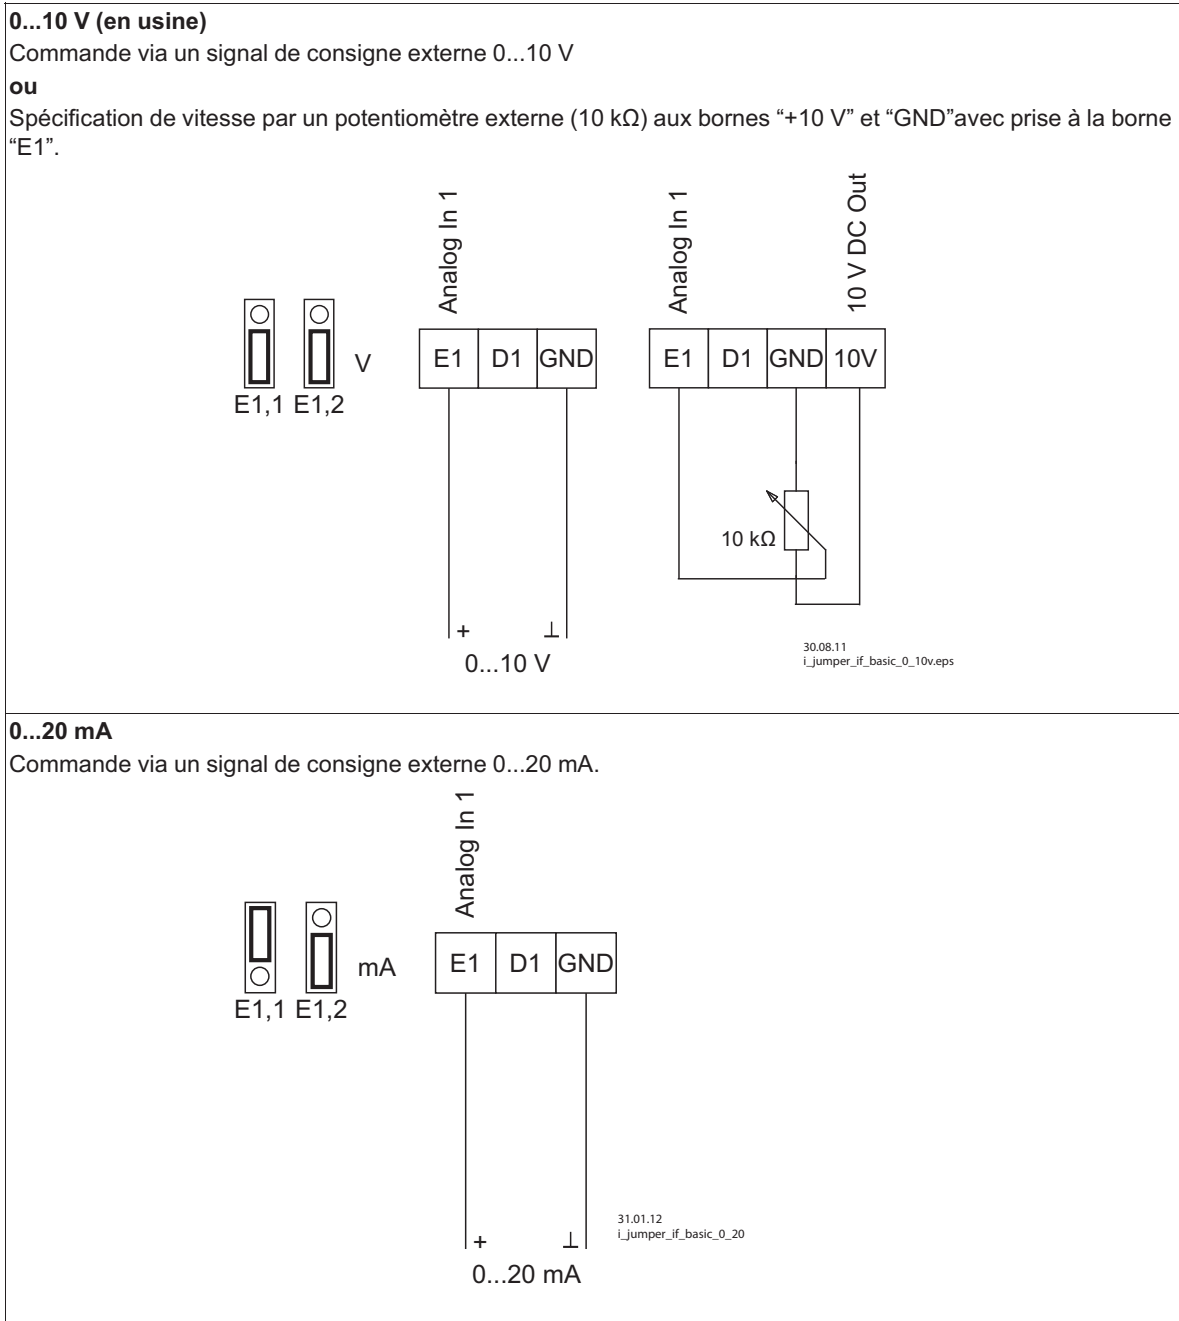 0...10 V (en usine)
Commande via un signal de consigne externe 0...10 V
ou
Spécification de vitesse par un potentiomètre externe (10 kΩ) aux bornes “+10 V” et “GND”avec prise à la borne
“E1”.
Analog In 1
Analog In 1
10 V DC Out
E1 D1 GND
E1 D1 GND 10V
V
E1,1 E1,2
10 kΩ
+ ⊥
0...10 V
30.08.11
i_jumper_if_basic_0_10v.eps
0...20 mA
Commande via un signal de consigne externe 0...20 mA.
Analog In 1
E1 D1 GND
mA
E1,1 E1,2
+ ⊥
0...20 mA
31.01.12
i_jumper_if_basic_0_20